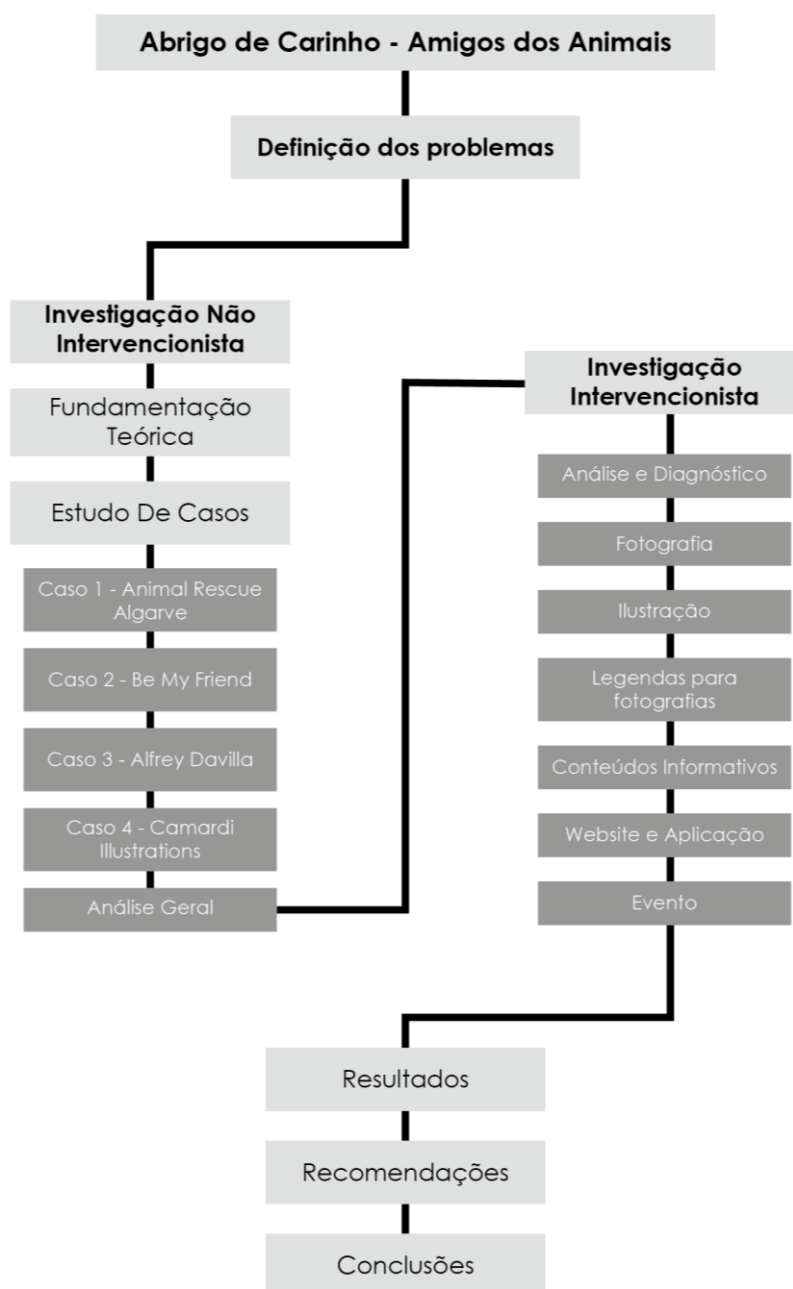 Abrigo de Carinho - Amigos dos Animais
Definição dos problemas
Investigação Não
Intervencionista
Fundamentação
Teórica
Estudo De Casos
Caso 1 - Animal Rescue
Algarve
Caso 2 - Be My Friend
Caso 3 - Alfrey Davilla
Caso 4 - Camardi
Illustrations
Análise Geral
Investigação
Intervencionista
Análise e Diagnóstico
Fotografia
Ilustração
Legendas para
fotografias
Conteúdos Informativos
Website e Aplicação
Evento
Resultados
Recomendações
Conclusões